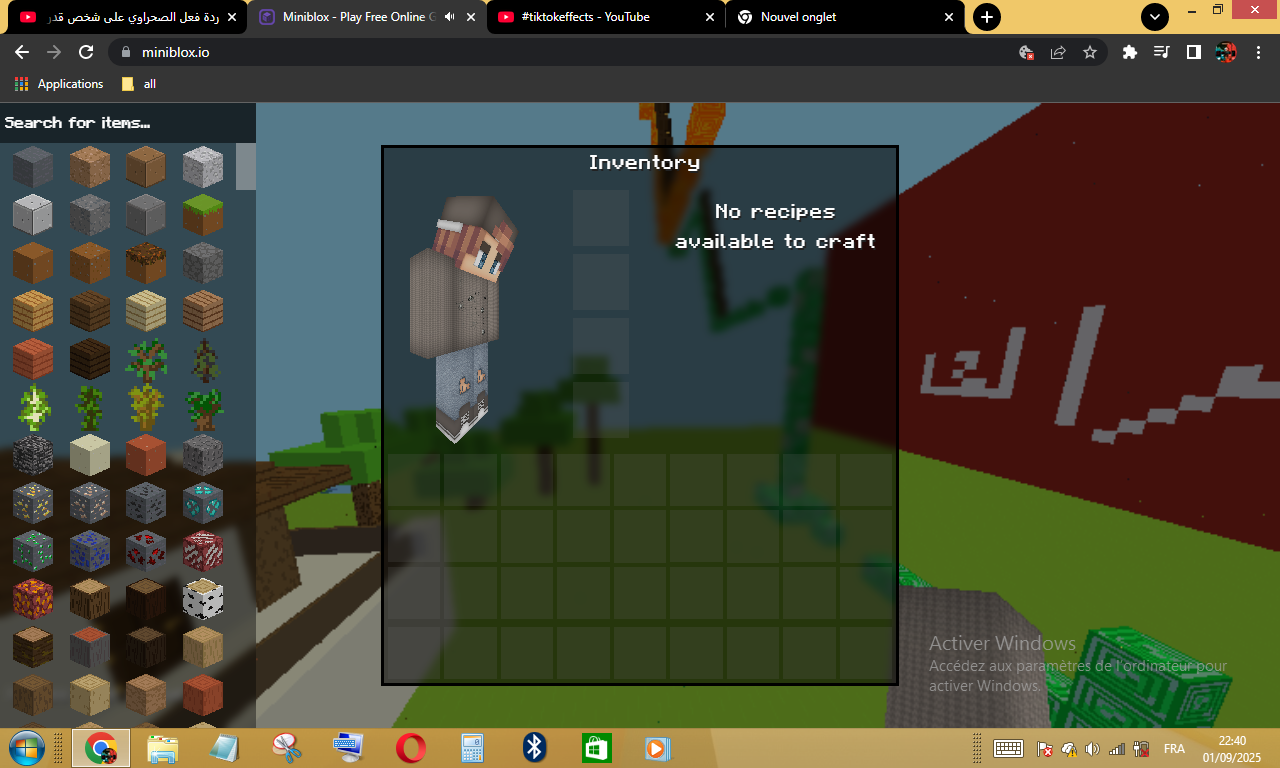 ردة فعل الصحراوي على شخص قدر
Miniblox - Play Free Online G
#tiktokeffects - YouTube
Nouvel onglet
miniblox.io
Applications
all
Search for items...
Inventory
No recipes
available to craft
Activer Windows
Accédez aux paramètres de l'ordinateur pour
activer Windows.
FRA
22:40
01/09/2025